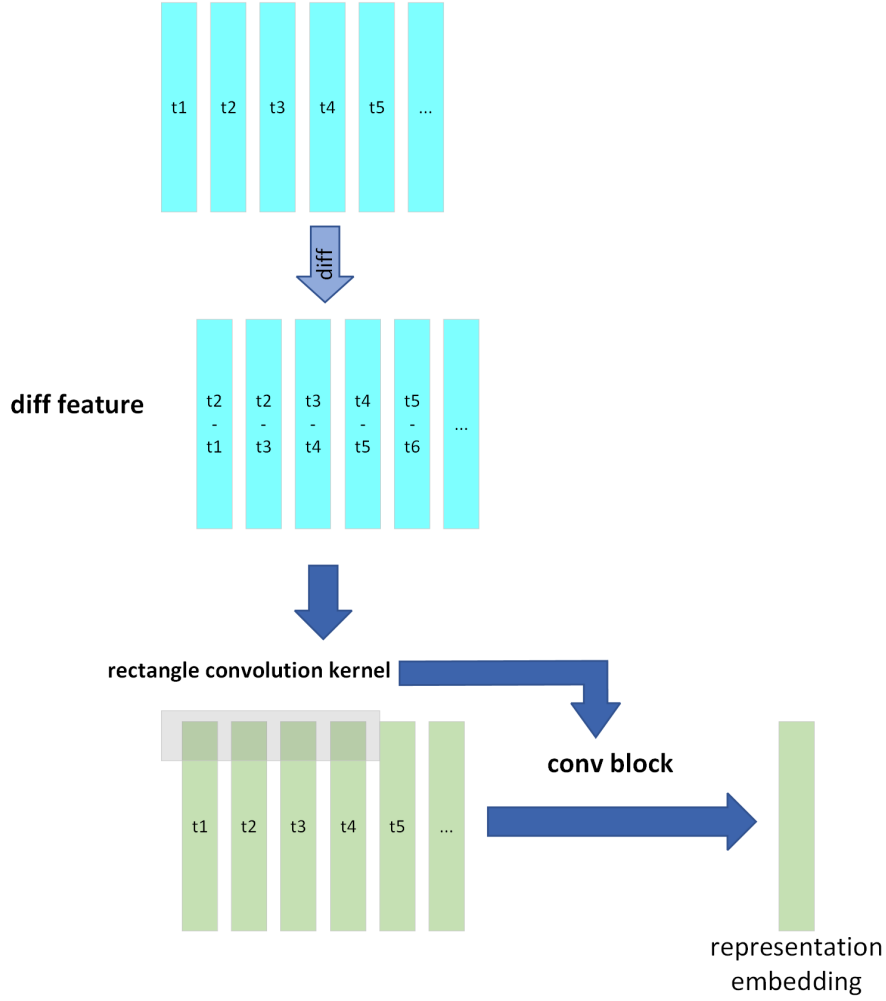 t1 t2 t3 t4 t5 ...
diff
diff feature
t2 t2 t3 t4 t5
- - - - - ...
t1 t3 t4 t5 t6
rectangle convolution kernel
conv block
t1 t2 t3 t4 t5 ...
representation
embedding